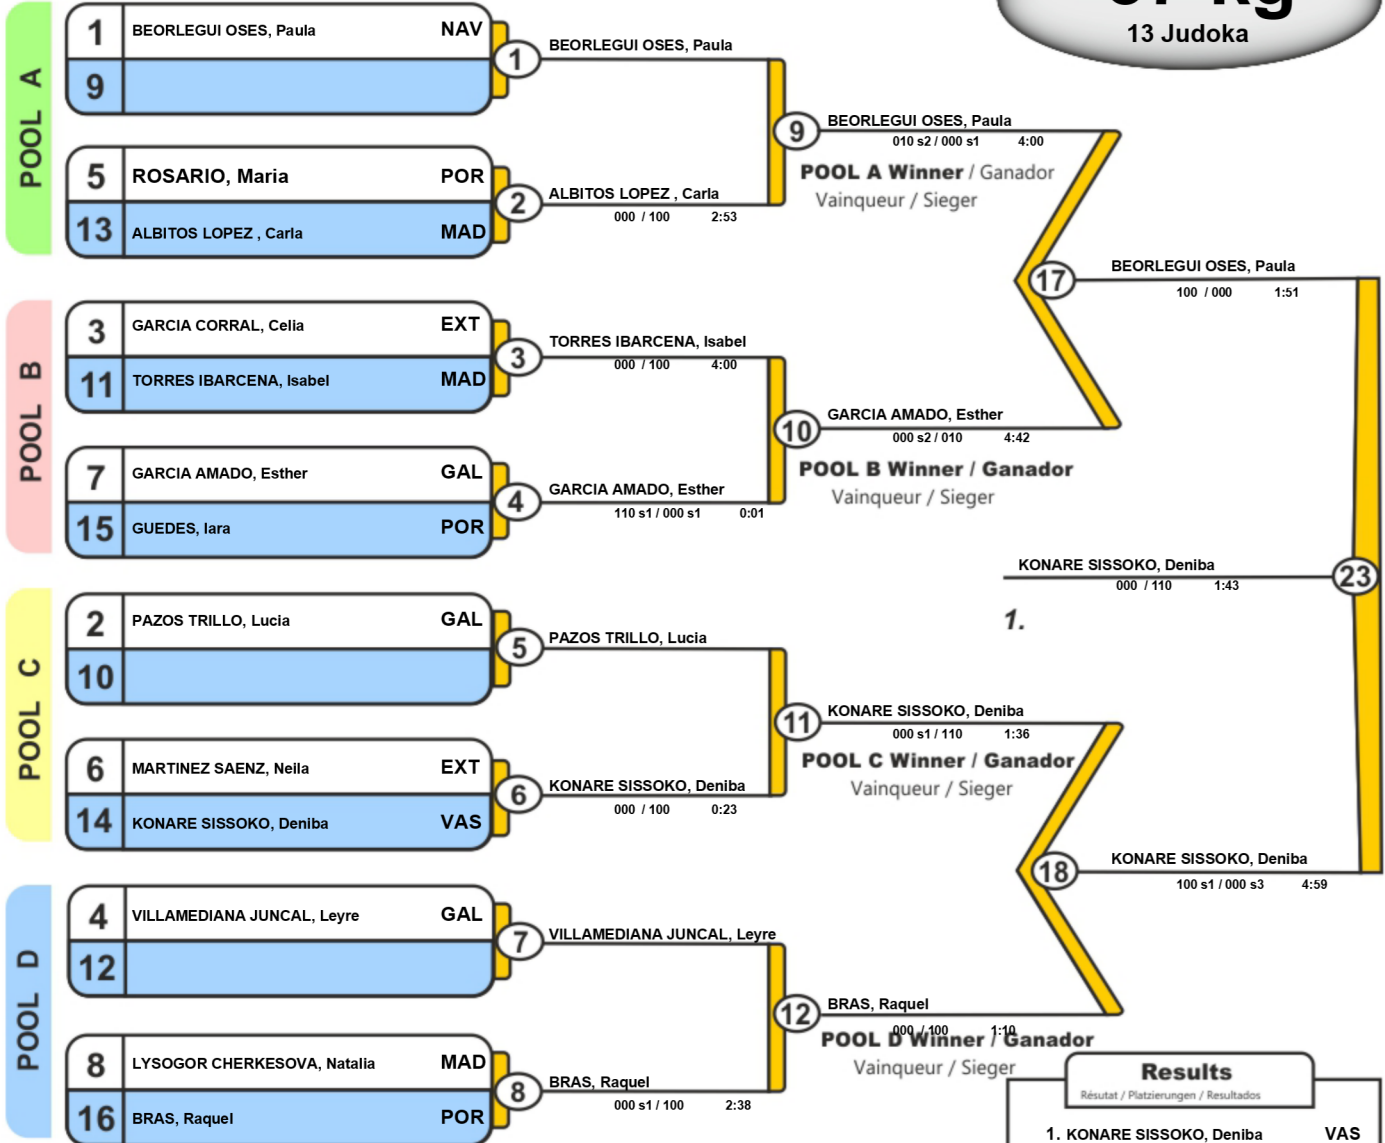 13 Judoka
POOL A
1 BEORLEGUI OSES, Paula NAV
9
1
BEORLEGUI OSES, Paula
5 ROSARIO, Maria POR
13 ALBITOS LOPEZ , Carla MAD
2
ALBITOS LOPEZ , Carla
000 / 100 2:53
9
BEORLEGUI OSES, Paula
010 s2 / 000 s1 4:00
POOL A Winner / Ganador
Vainqueur / Sieger
POOL B
3 GARCIA CORRAL, Celia EXT
11 TORRES IBARCENA, Isabel MAD
3
TORRES IBARCENA, Isabel
000 / 100 4:00
7 GARCIA AMADO, Esther GAL
15 GUEDES, Iara POR
4
GARCIA AMADO, Esther
110 s1 / 000 s1 0:01
10
GARCIA AMADO, Esther
000 s2 / 010 4:42
POOL B Winner / Ganador
Vainqueur / Sieger
17
BEORLEGUI OSES, Paula
100 / 000 1:51
KONARE SISSOKO, Deniba
000 / 110 1:43
23
1.
POOL C
2 PAZOS TRILLO, Lucia GAL
10
5
PAZOS TRILLO, Lucia
6 MARTINEZ SAENZ, Neila EXT
14 KONARE SISSOKO, Deniba VAS
6
KONARE SISSOKO, Deniba
000 / 100 0:23
11
KONARE SISSOKO, Deniba
000 s1 / 110 1:36
POOL C Winner / Ganador
Vainqueur / Sieger
18
KONARE SISSOKO, Deniba
100 s1 / 000 s3 4:59
POOL D
4 VILLAMEDIANA JUNCAL, Leyre GAL
12
7
VILLAMEDIANA JUNCAL, Leyre
8 LYSOGOR CHERKESOVA, Natalia MAD
16 BRAS, Raquel POR
8
BRAS, Raquel
000 s1 / 100 2:38
12
BRAS, Raquel
000 / 100 1:10
POOL D Winner / Ganador
Vainqueur / Sieger
Results
Résutat / Platzierungen / Resultados
1. KONARE SISSOKO, Deniba VAS